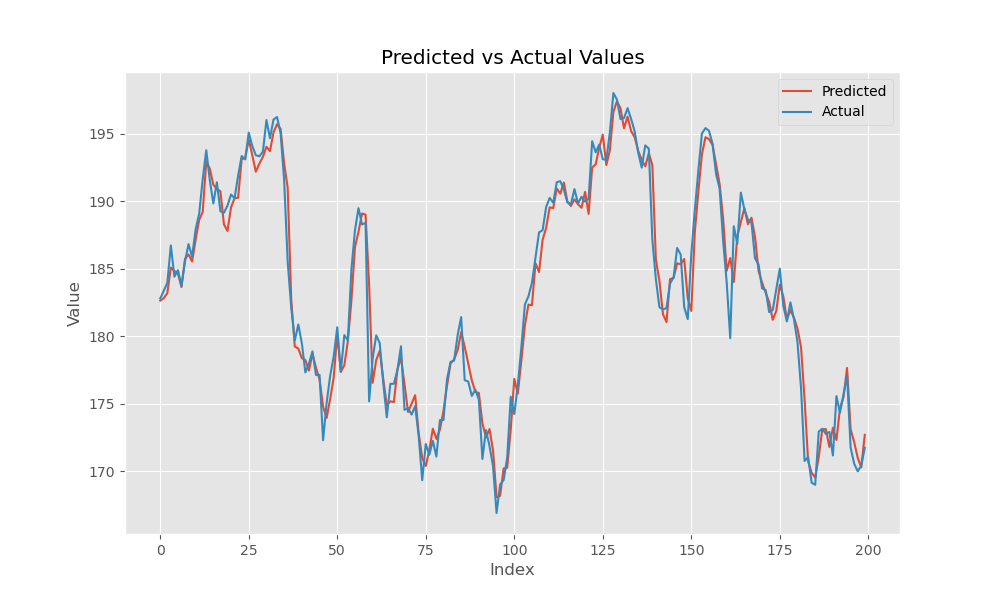 Predicted vs Actual Values
Predicted
Actual
Value
195
190
185
180
175
170
0 25 50 75 100 125 150 175 200
Index